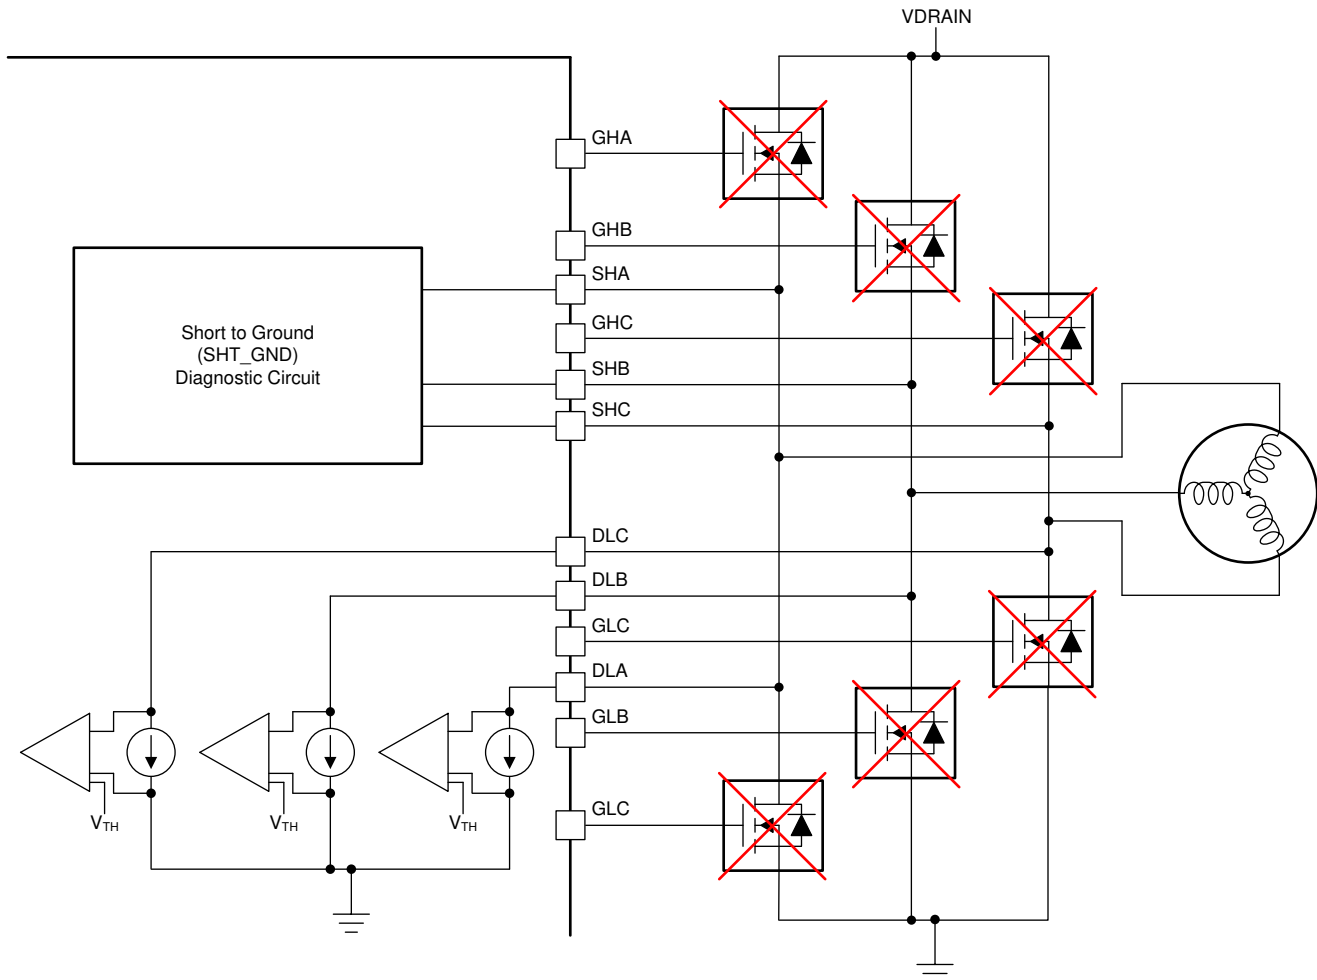 VDRAIN
GHA
GHB
SHA
GHC
SHB
SHC
Short to Ground
(SHT_GND)
Diagnostic Circuit
DLC
DLB
GLC
DLA
GLB
GLC
VTH
VTH
VTH